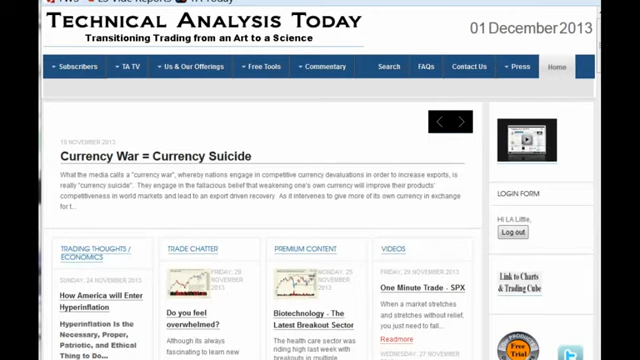 TA Today
TECHNICAL ANALYSIS TODAY
Transitioning Trading from an Art to a Science
01 December 2013
Subscribers TA TV Us & Our Offerings Free Tools Commentary Search FAQs Contact Us Press Home
NOVEMBER 2013
Currency War = Currency Suicide
What the media calls a "currency war", whereby nations engage in competitive currency devaluations in order to increase exports, is
really "currency suicide". They engage in the fallacious belief that weakening one's own currency will improve their products'
competitiveness in world markets and lead to an export driven recovery. As it intervenes to give more of its own currency in exchange
for t...
LOGIN FORM
Hi LA Little,
Log out
Link to Charts
& Trading Cube
Free
Trial
TRADING THOUGHTS /
ECONOMICS
SUNDAY, 24 NOVEMBER 2013
How America will Enter
Hyperinflation
Hyperinflation Is the
Necessary, Proper,
Patriotic, and Ethical
Thing to Do...
TRADE CHATTER
FRIDAY, 29
NOVEMBER
2013
Do you feel
overwhelmed?
Although its always
fascinating to learn new
PREMIUM CONTENT
MONDAY, 25
NOVEMBER
2013
Biotechnology - The
Latest Breakout Sector
The health care sector was
riding high last week with
breakouts in multiple
VIDEOS
FRIDAY, 29 NOVEMBER 2013
One Minute Trade - SPX
When a market stretches
and stretches without relief,
you just need to fall...
Readmore
WEDNESDAY, 27 NOVEMBER
2013